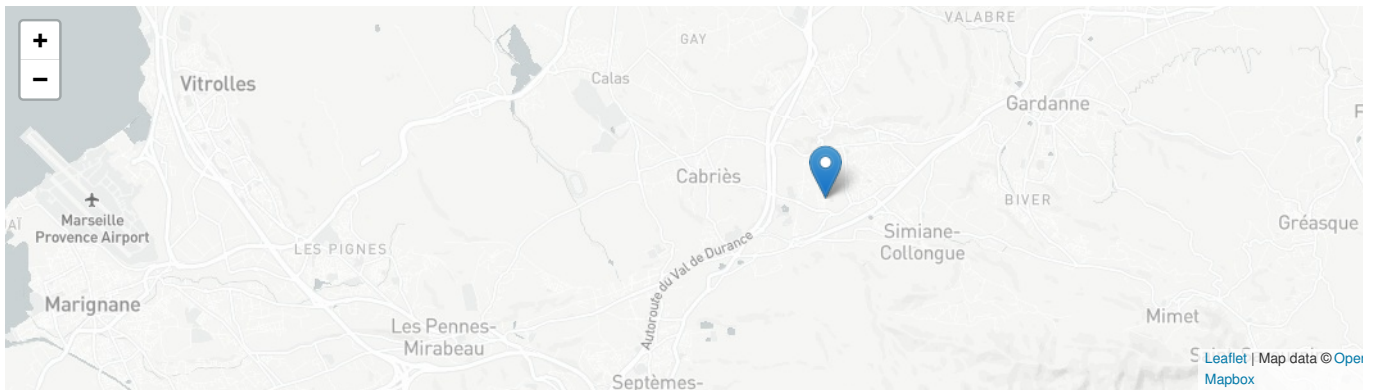 +
−
VALABRE
GAY
Vitrolles
Calas
Gardanne
Cabriès
BIVER
Marseille
Provence Airport
Gréasque
Simiane-
Collongue
LES PIGNES
Autoroute du Val de Durance
Marignane
Mimet
Les Pennes-
Mirabeau
Leaflet | Map data © Open
Mapbox
Septèmes-